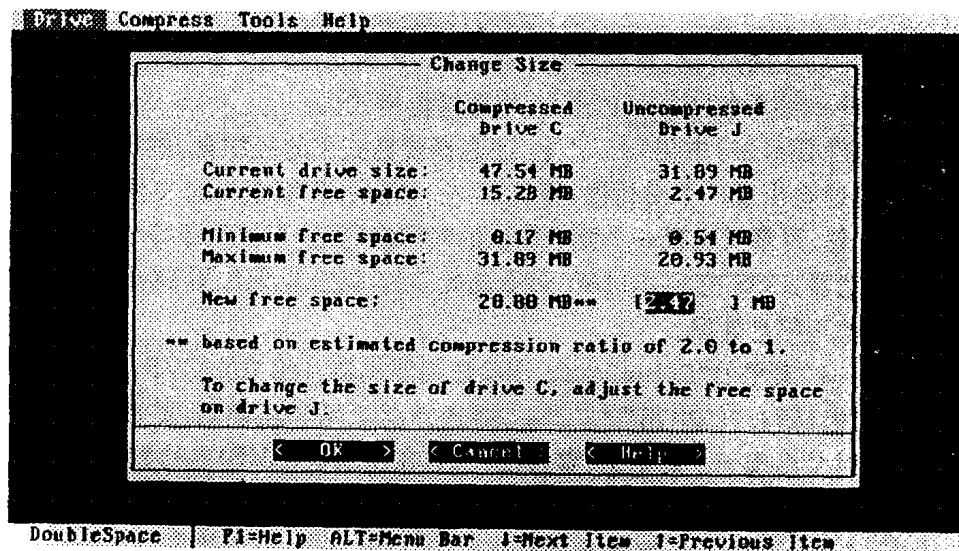 Drive Compress Tools Help
Change Size
Compressed Uncompressed
Drive C Drive J
Current drive size: 47.54 MB 31.89 MB
Current free space: 15.28 MB 2.47 MB
Minimum free space: 0.17 MB 0.54 MB
Maximum free space: 31.89 MB 20.93 MB
New free space: 20.80 MB** [2.47 ] MB
** based on estimated compression ratio of 2.0 to 1.
To change the size of drive C, adjust the free space
on drive J.
< OK > < Cancel > < Help >
DoubleSpace | F1=Help ALT=Menu Bar ↓=Next Item ↑=Previous Item